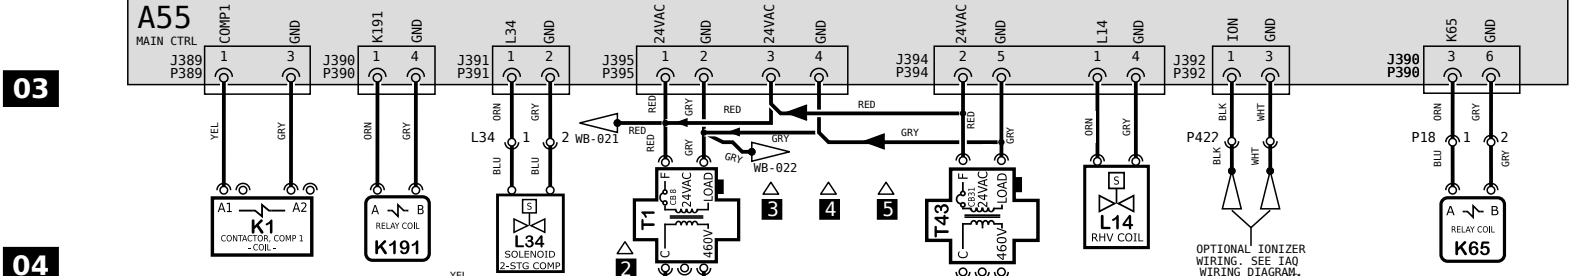 A55
MAIN CTRL
COMP1 GND K191 GND L34 GND 24VAC GND 24VAC GND 24VAC GND L14 GND ION GND K65 GND
J389 1 3 J390 1 4 J391 1 2 J395 1 2 3 4 J394 2 5 1 4 J392 1 3 J390 3 6
P389 P390 P391 P395 P394 P392 P390
03
YEL GRY ORN GRY ORN GRY RED GRY RED RED RED GRY BLK WHT ORN GRY
L34 1 2 WB-021 RED RED GRY GRY GRY GRY P422 P18 1 2
BLU BLU GRY WB-022 BLK WHT BLU GRY
A1 A2
K1
CONTACTOR, COMP 1
- COIL -
A B
RELAY COIL
K191
S
L34
SOLENOID
2-STG COMP
T1
F
CB8
24VAC
LOAD
C
460V
2
3
4
5
T43
F
CB31
24VAC
LOAD
C
460V
S
L14
RHV COIL
OPTIONAL IONIZER
WIRING. SEE IAQ
WIRING DIAGRAM.
A B
RELAY COIL
K65
04
YEL